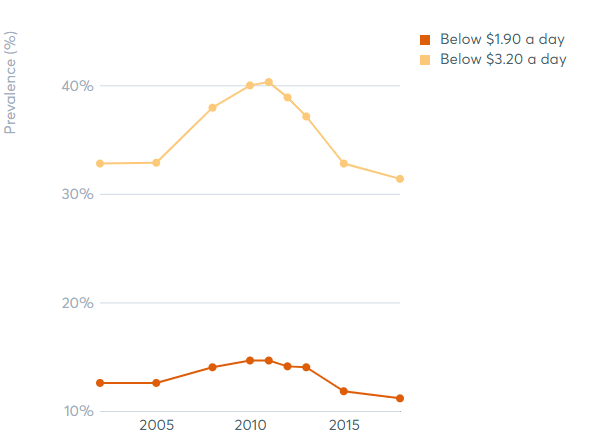 Prevalence (%)
Below $1.90 a day
Below $3.20 a day
40%
30%
20%
10%
2005 2010 2015